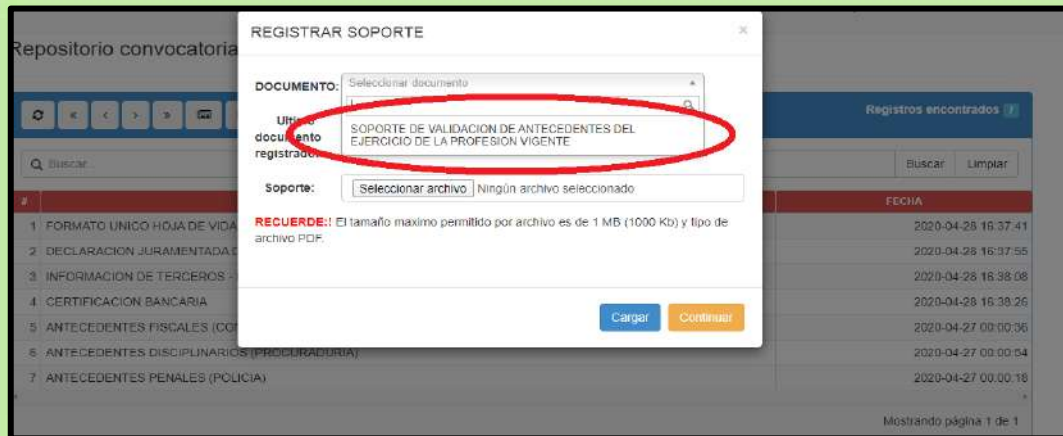 REGISTRAR SOPORTE
×
Repositorio convocatoria
DOCUMENTO:
Seleccionar documento
Ultimo documento registrado:
SOPORTE DE VALIDACION DE ANTECEDENTES DEL
EJERCICIO DE LA PROFESION VIGENTE
Registros encontrados 7
Buscar...
Buscar
Limpiar
Soporte:
Seleccionar archivo
Ningún archivo seleccionado
RECUERDE:! El tamaño maximo permitido por archivo es de 1 MB (1000 Kb) y tipo de
archivo PDF.
Cargar
Continuar
#
FECHA
1 FORMATO UNICO HOJA DE VIDA 2020-04-28 16:37:41
2 DECLARACION JURAMENTADA 2020-04-28 16:37:55
3 INFORMACION DE TERCEROS - 2020-04-28 16:38:08
4 CERTIFICACION BANCARIA 2020-04-28 16:38:26
5 ANTECEDENTES FISCALES 2020-04-27 00:00:36
6 ANTECEDENTES DISCIPLINARIOS (PROCURADURIA) 2020-04-27 00:00:54
7 ANTECEDENTES PENALES (POLICIA) 2020-04-27 00:00:18
Mostrando página 1 de 1